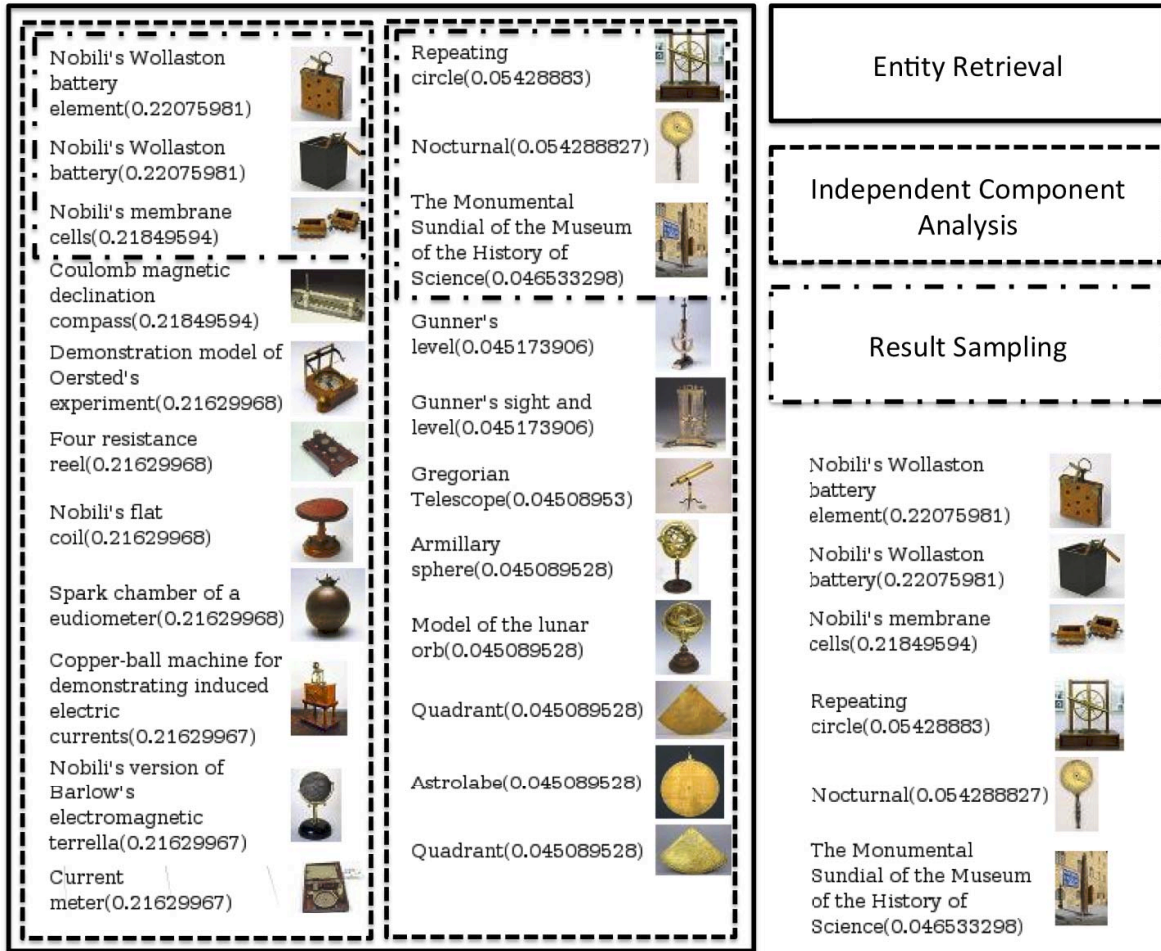 Nobili's Wollaston
battery
element(0.22075981)
Nobili's Wollaston
battery(0.22075981)
Nobili's membrane
cells(0.21849594)
Coulomb magnetic
declination
compass(0.21849594)
Demonstration model of
Oersted's
experiment(0.21629968)
Four resistance
reel(0.21629968)
Nobili's flat
coil(0.21629968)
Spark chamber of a
eudiometer(0.21629968)
Copper-ball machine for
demonstrating induced
electric
currents(0.21629967)
Nobili's version of
Barlow's
electromagnetic
terrella(0.21629967)
Current
meter(0.21629967)
Repeating
circle(0.05428883)
Nocturnal(0.054288827)
The Monumental
Sundial of the Museum
of the History of
Science(0.046533298)
Gunner's
level(0.045173906)
Gunner's sight and
level(0.045173906)
Gregorian
Telescope(0.04508953)
Armillary
sphere(0.045089528)
Model of the lunar
orb(0.045089528)
Quadrant(0.045089528)
Astrolabe(0.045089528)
Quadrant(0.045089528)
Entity Retrieval
Independent Component
Analysis
Result Sampling
Nobili's Wollaston
battery
element(0.22075981)
Nobili's Wollaston
battery(0.22075981)
Nobili's membrane
cells(0.21849594)
Repeating
circle(0.05428883)
Nocturnal(0.054288827)
The Monumental
Sundial of the Museum
of the History of
Science(0.046533298)